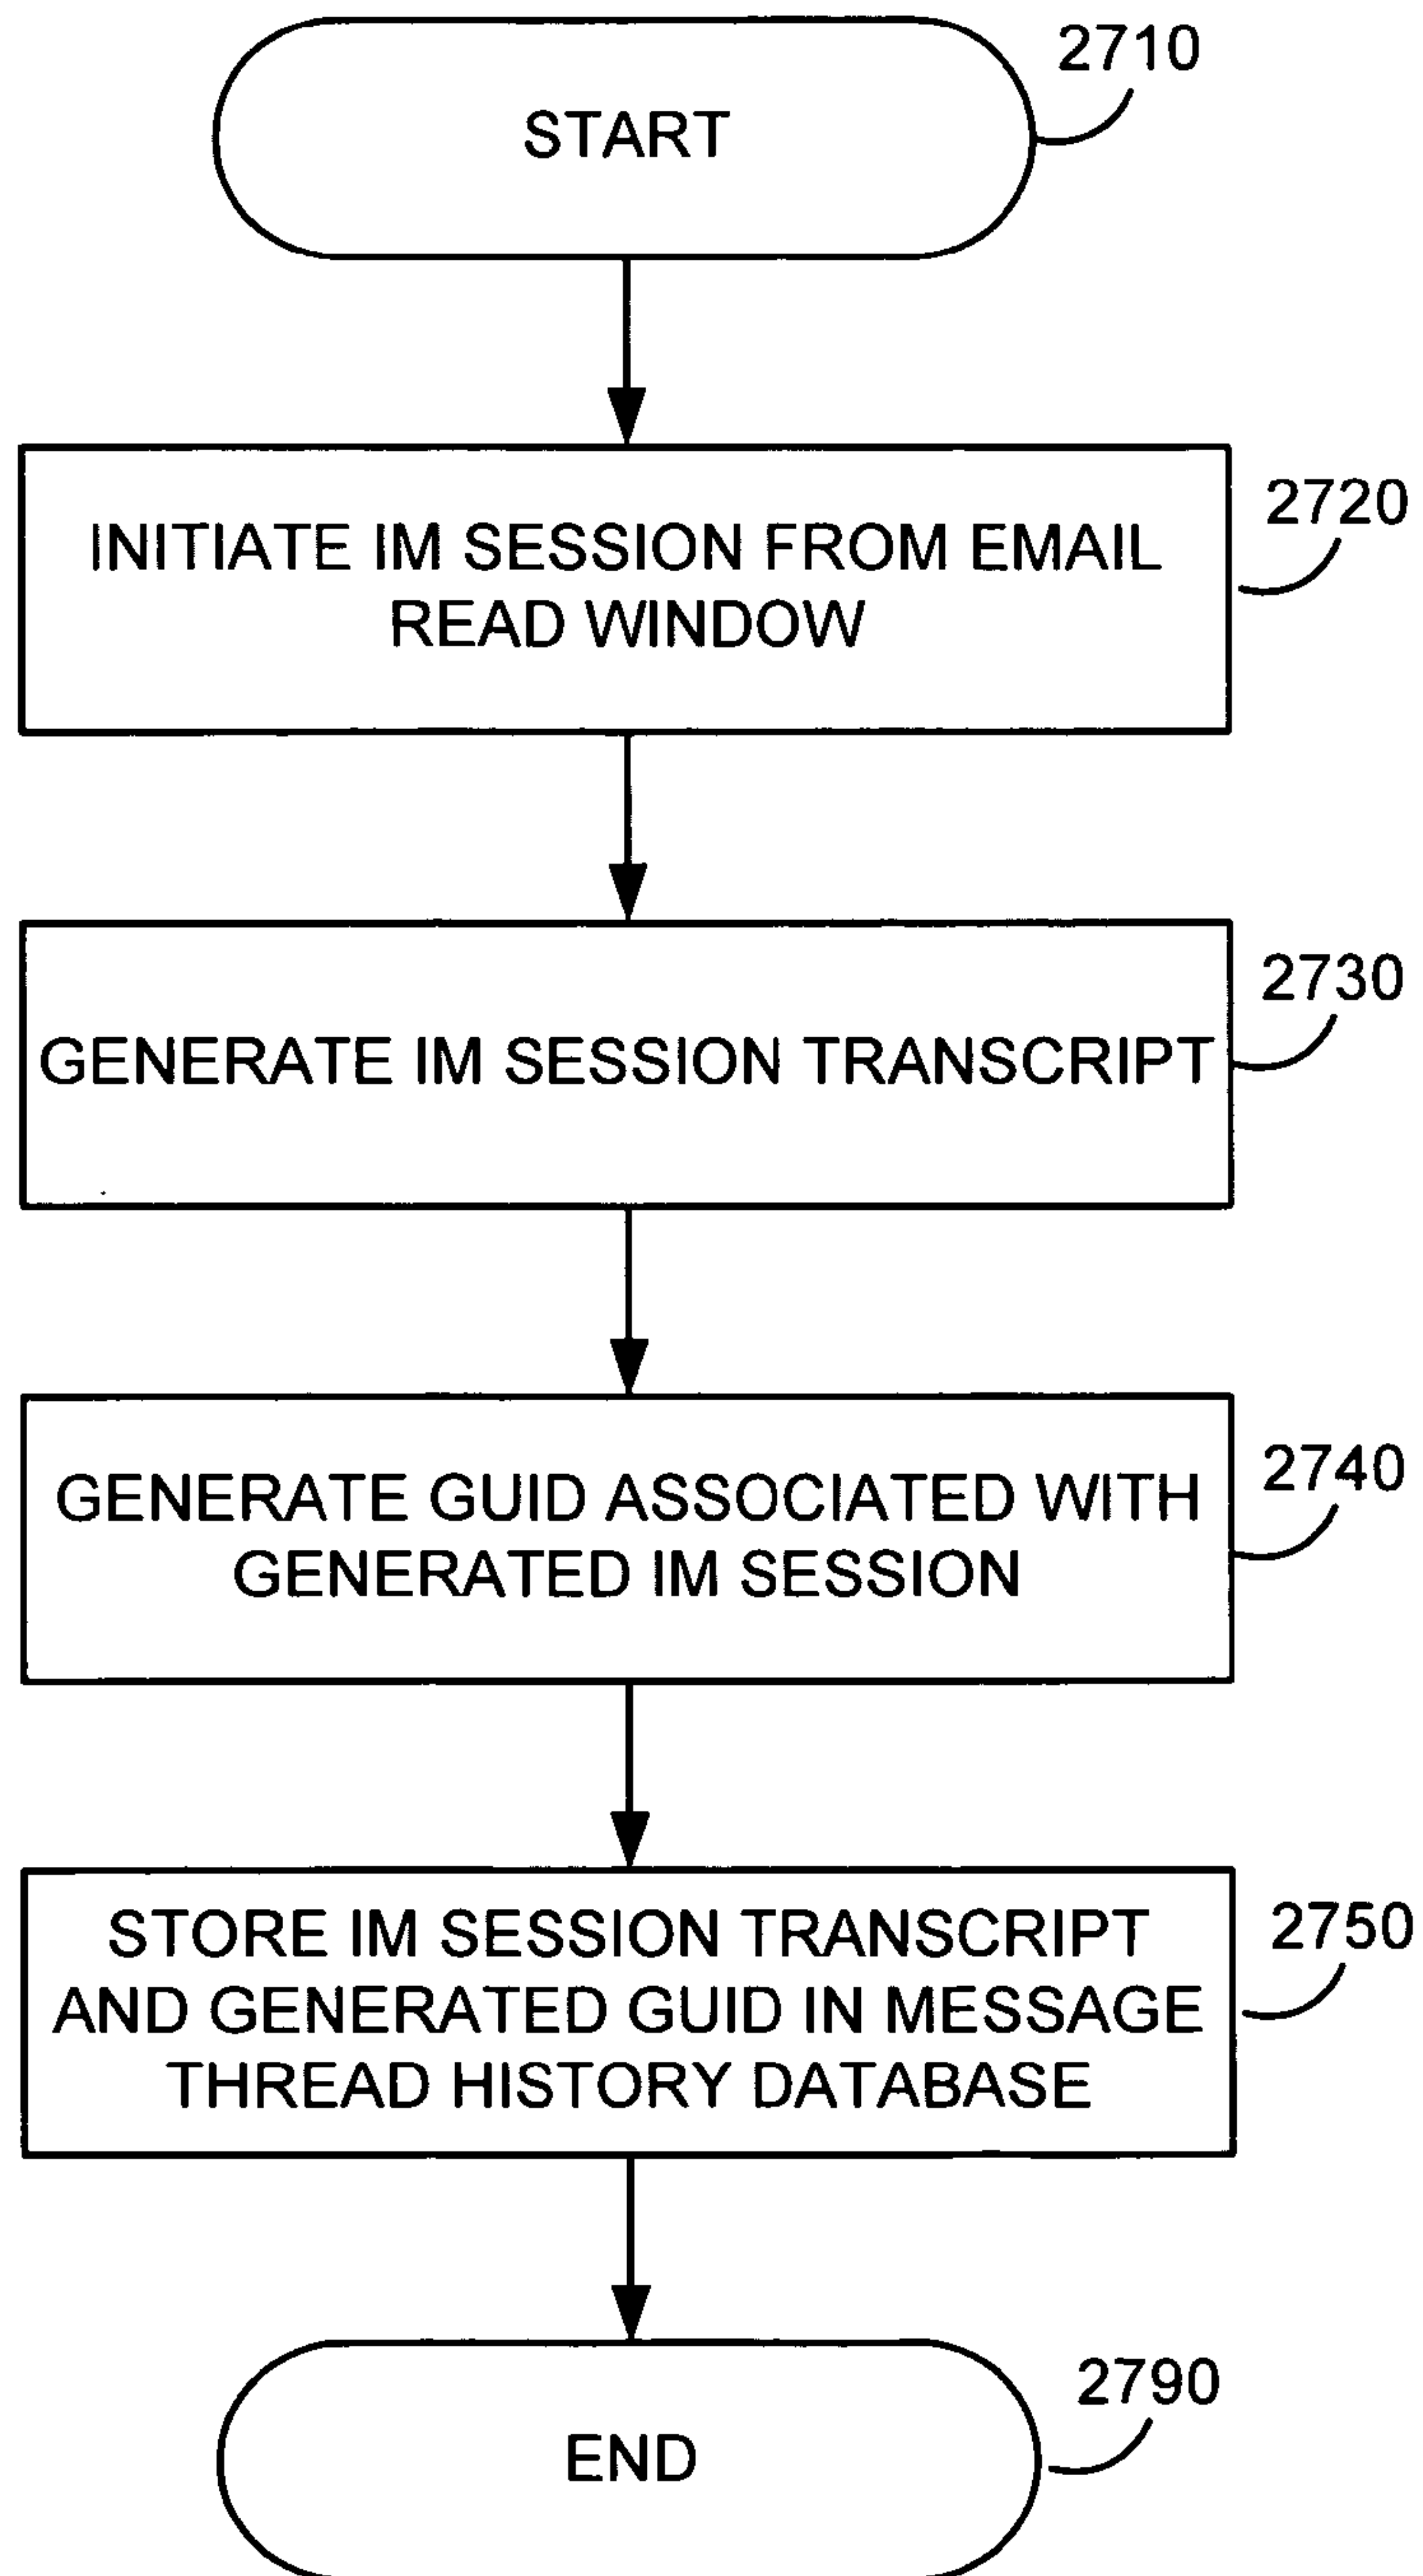 2710
START
2720
INITIATE IM SESSION FROM EMAIL
READ WINDOW
2730
GENERATE IM SESSION TRANSCRIPT
2740
GENERATE GUID ASSOCIATED WITH
GENERATED IM SESSION
2750
STORE IM SESSION TRANSCRIPT
AND GENERATED GUID IN MESSAGE
THREAD HISTORY DATABASE
2790
END